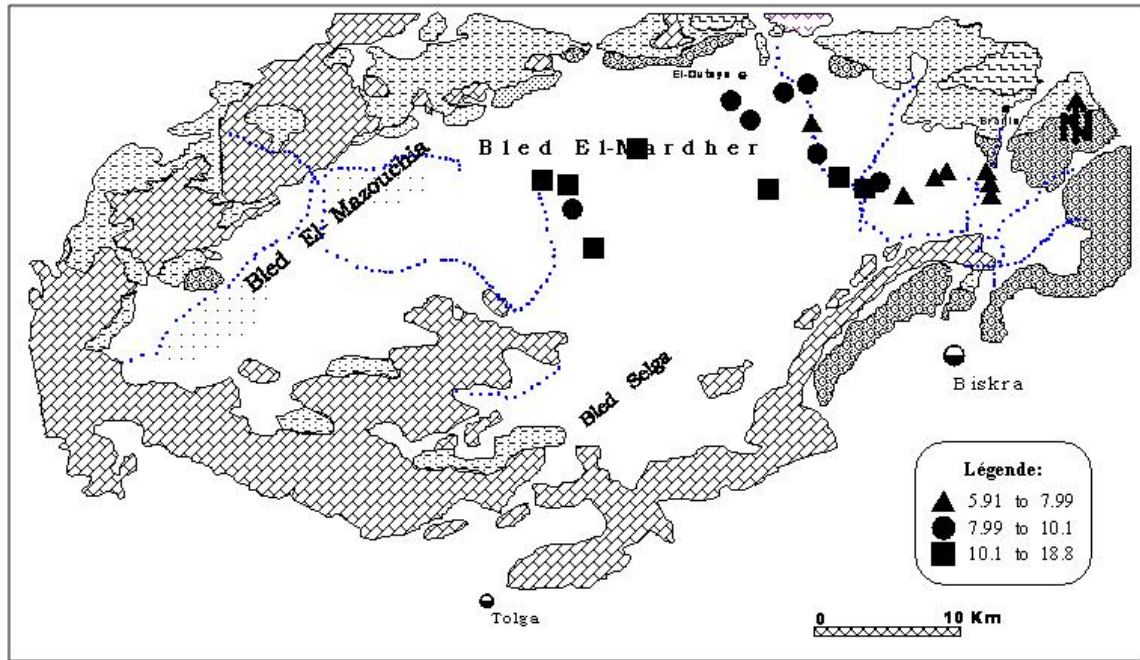 El-Outaya
Branis
N
Bled El-Mardher
Bled El-Mazouchia
Bled Selga
Biskra
Légende:
5.91 to 7.99
7.99 to 10.1
10.1 to 18.8
Tolga
0 10 Km